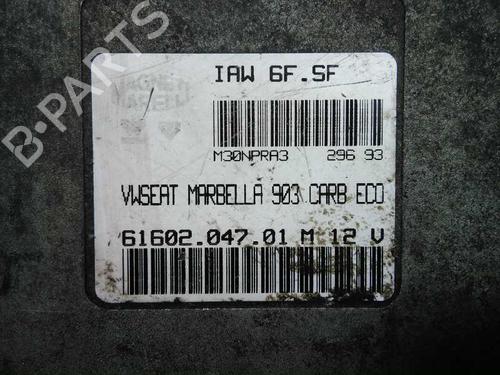 B-PARTS
IAW 6F.SF
M30NPRA3 296 93
VWSEAT MARBELLA 903 CARB ECO
61602.047.01 M 12 V